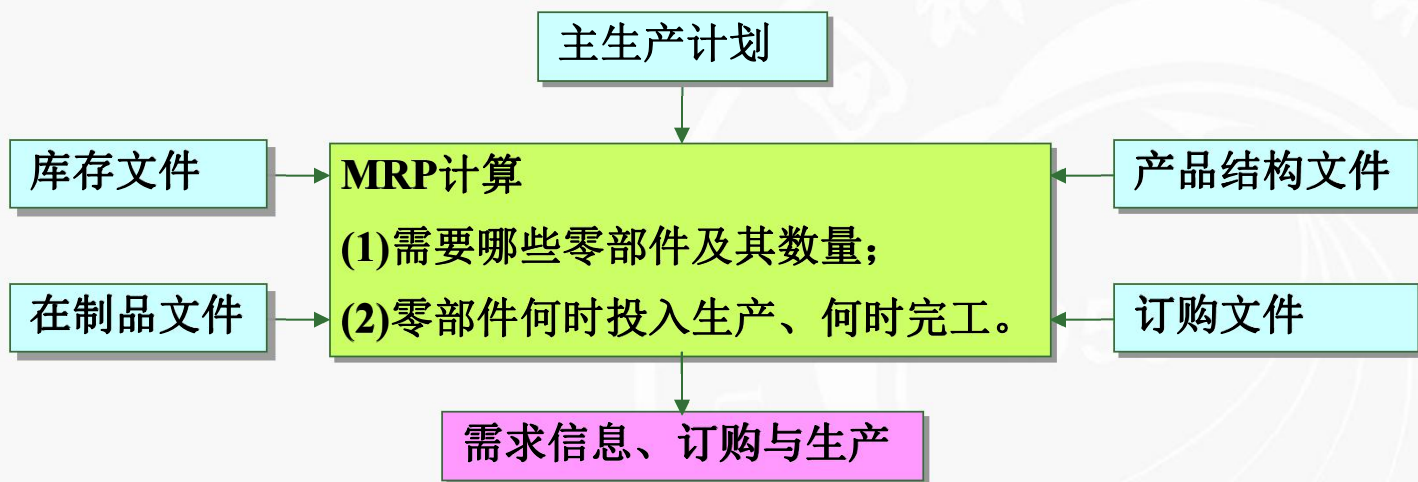 主生产计划
库存文件
MRP计算
产品结构文件
(1)需要哪些零部件及其数量；
在制品文件
(2)零部件何时投入生产、何时完工。
订购文件
需求信息、订购与生产